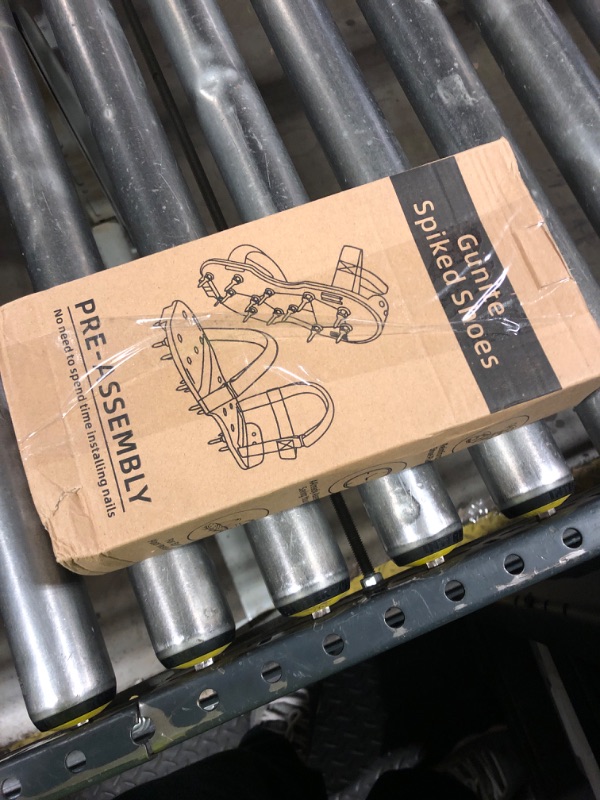 Gunite
Spiked Shoes
PRE-ASSEMBLY
No need to spend time installing nails